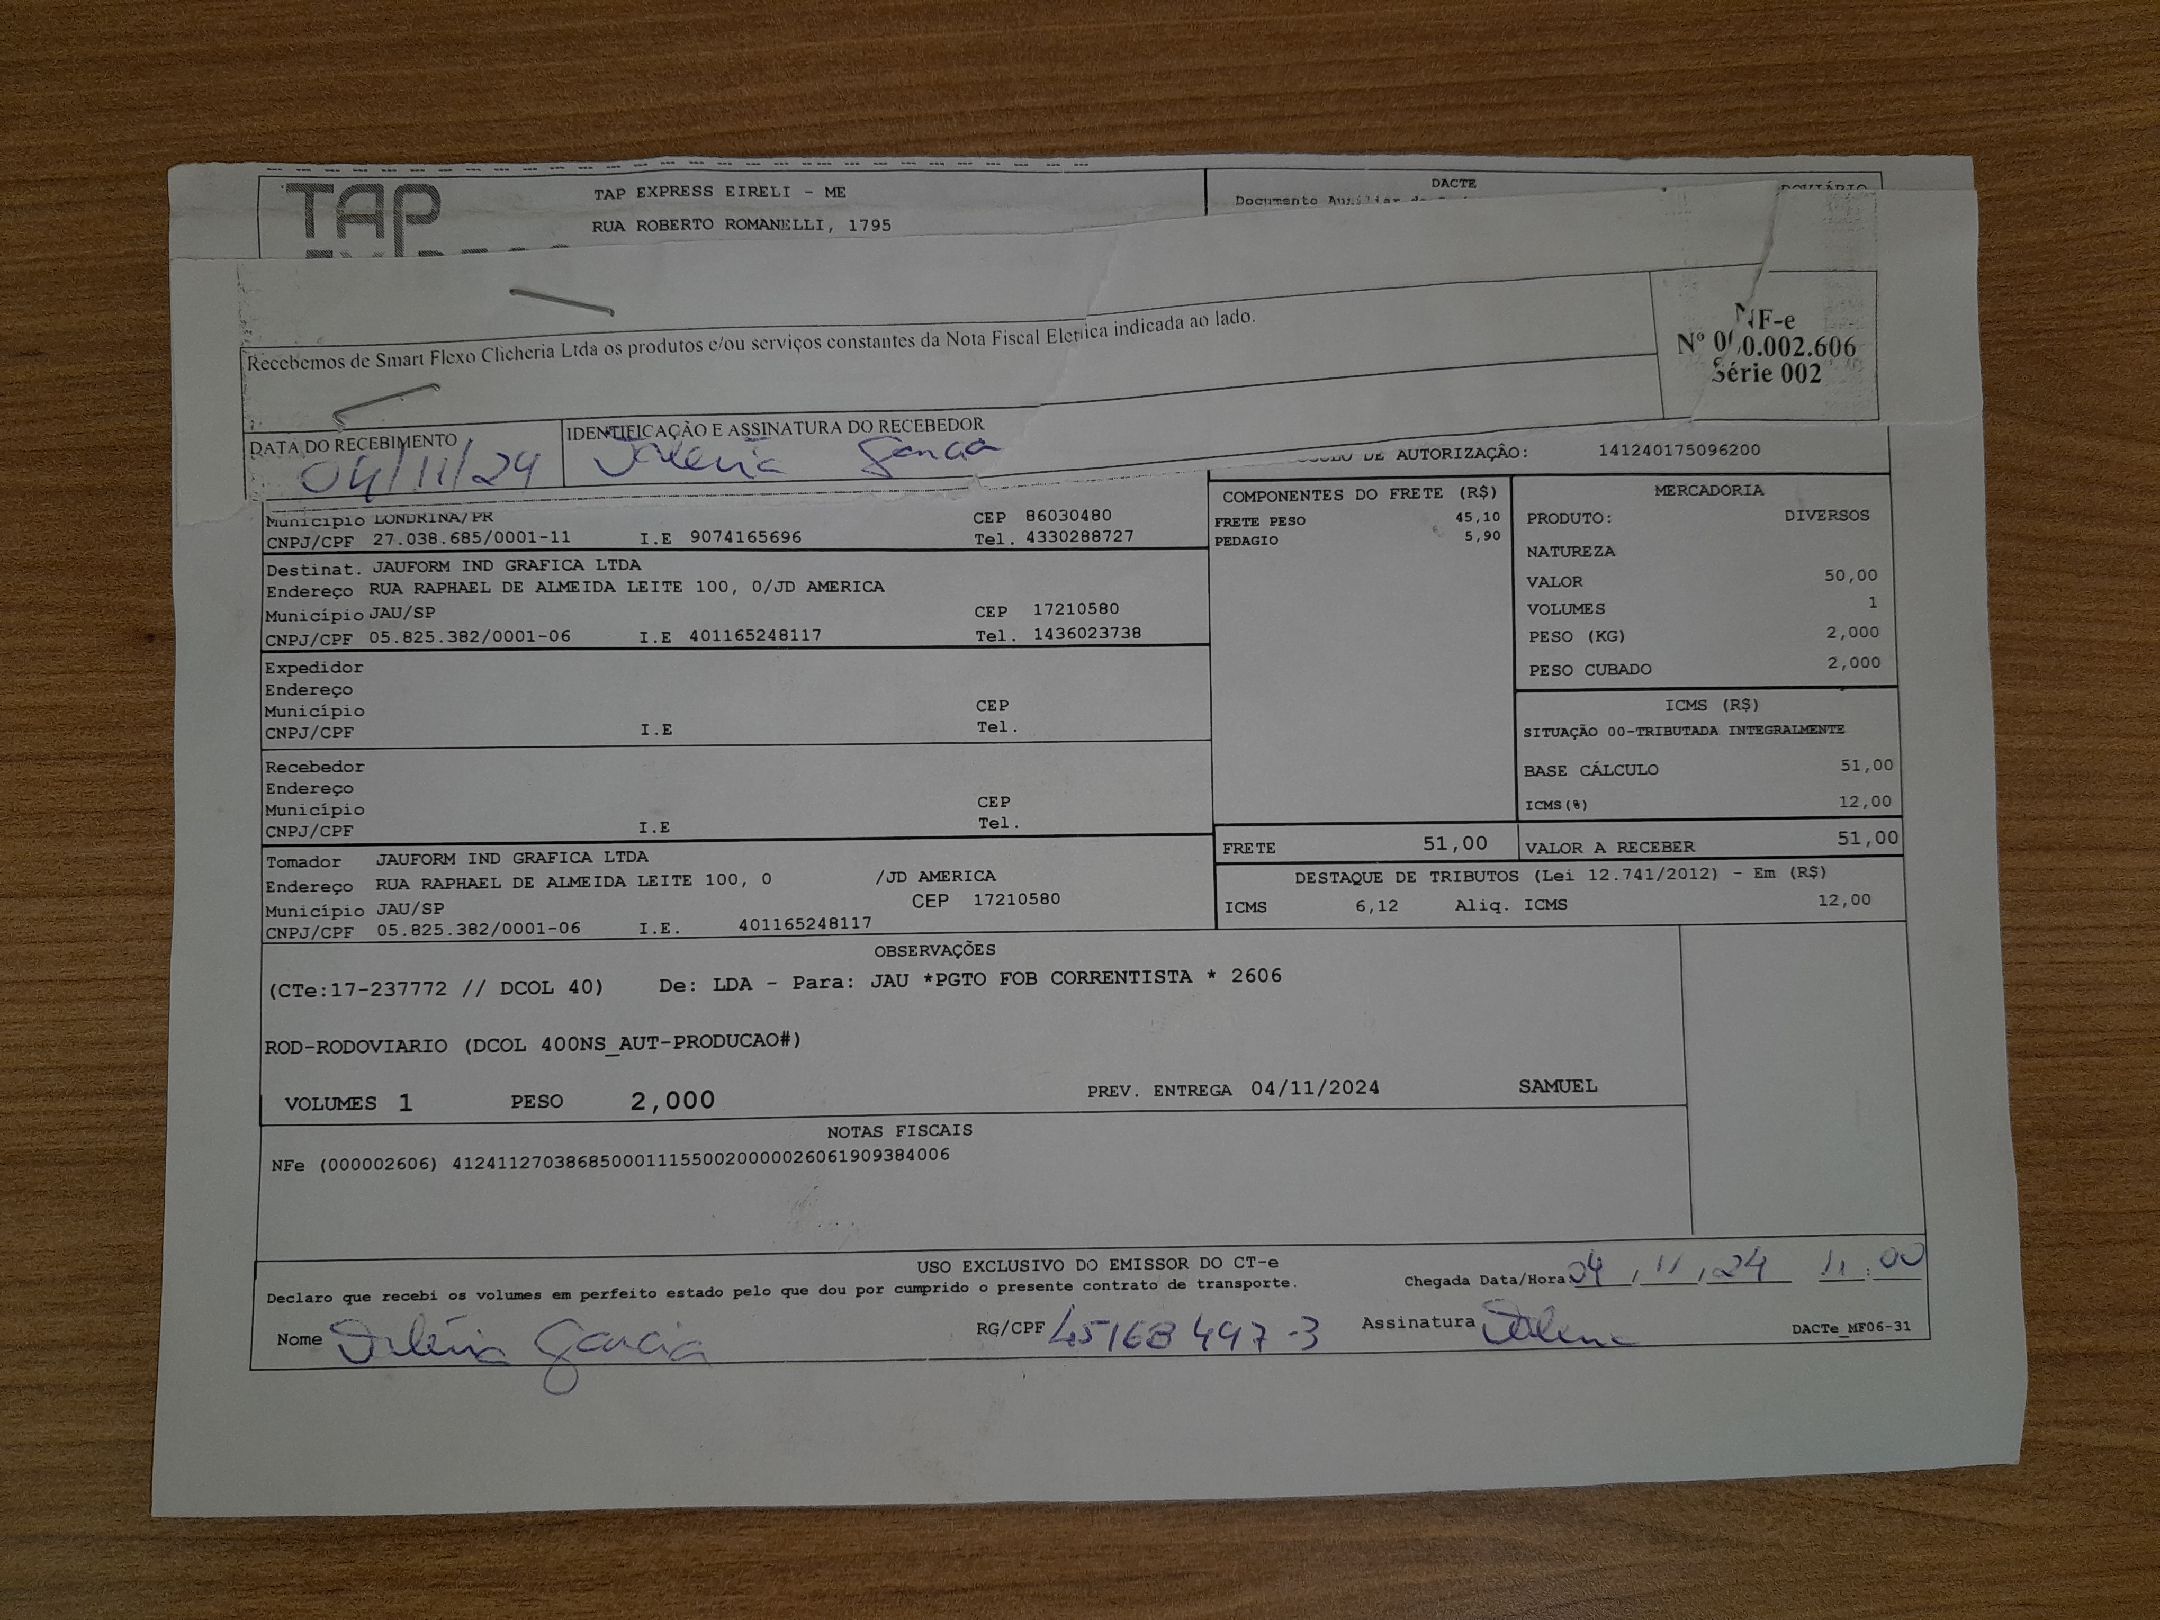 TAP
TAP EXPRESS EIRELI - ME
RUA ROBERTO ROMANELLI, 1795
DACTE
Documento Auxiliar
Recebemos de Smart Flexo Clicheria Ltda os produtos e/ou serviços constantes da Nota Fiscal Eletnica indicada ao lado.
NF-e
Nº 000.002.606
Série 002
DATA DO RECEBIMENTO
04/11/24
IDENTIFICAÇÃO E ASSINATURA DO RECEBEDOR
Valéria Garcia
DE AUTORIZAÇÃO: 141240175096200
Município LONDRINA/PR CEP 86030480
CNPJ/CPF 27.038.685/0001-11 I.E 9074165696 Tel. 4330288727
Destinat. JAUFORM IND GRAFICA LTDA
Endereço RUA RAPHAEL DE ALMEIDA LEITE 100, 0/JD AMERICA
Município JAU/SP CEP 17210580
CNPJ/CPF 05.825.382/0001-06 I.E 401165248117 Tel. 1436023738
Expedidor
Endereço
Município CEP
CNPJ/CPF I.E Tel.
Recebedor
Endereço
Município CEP
CNPJ/CPF I.E Tel.
Tomador JAUFORM IND GRAFICA LTDA
Endereço RUA RAPHAEL DE ALMEIDA LEITE 100, 0 /JD AMERICA
Município JAU/SP CEP 17210580
CNPJ/CPF 05.825.382/0001-06 I.E. 401165248117
COMPONENTES DO FRETE (R$)
FRETE PESO 45,10
PEDAGIO 5,90
MERCADORIA
PRODUTO: DIVERSOS
NATUREZA
VALOR 50,00
VOLUMES 1
PESO (KG) 2,000
PESO CUBADO 2,000
ICMS (R$)
SITUAÇÃO 00-TRIBUTADA INTEGRALMENTE
BASE CÁLCULO 51,00
ICMS(%) 12,00
FRETE 51,00 VALOR A RECEBER 51,00
DESTAQUE DE TRIBUTOS (Lei 12.741/2012) - Em (R$)
ICMS 6,12 Aliq. ICMS 12,00
OBSERVAÇÕES
(CTe:17-237772 // DCOL 40) De: LDA - Para: JAU *PGTO FOB CORRENTISTA * 2606
ROD-RODOVIARIO (DCOL 400NS_AUT-PRODUCAO#)
VOLUMES 1 PESO 2,000 PREV. ENTREGA 04/11/2024 SAMUEL
NOTAS FISCAIS
NFe (000002606) 41241127038685000111550020000026061909384006
USO EXCLUSIVO DO EMISSOR DO CT-e
Declaro que recebi os volumes em perfeito estado pelo que dou por cumprido o presente contrato de transporte. Chegada Data/Hora 04, 11, 24 11:00
Nome Valéria Garcia RG/CPF 45168497-3 Assinatura Valéria DACTe_MF06-31